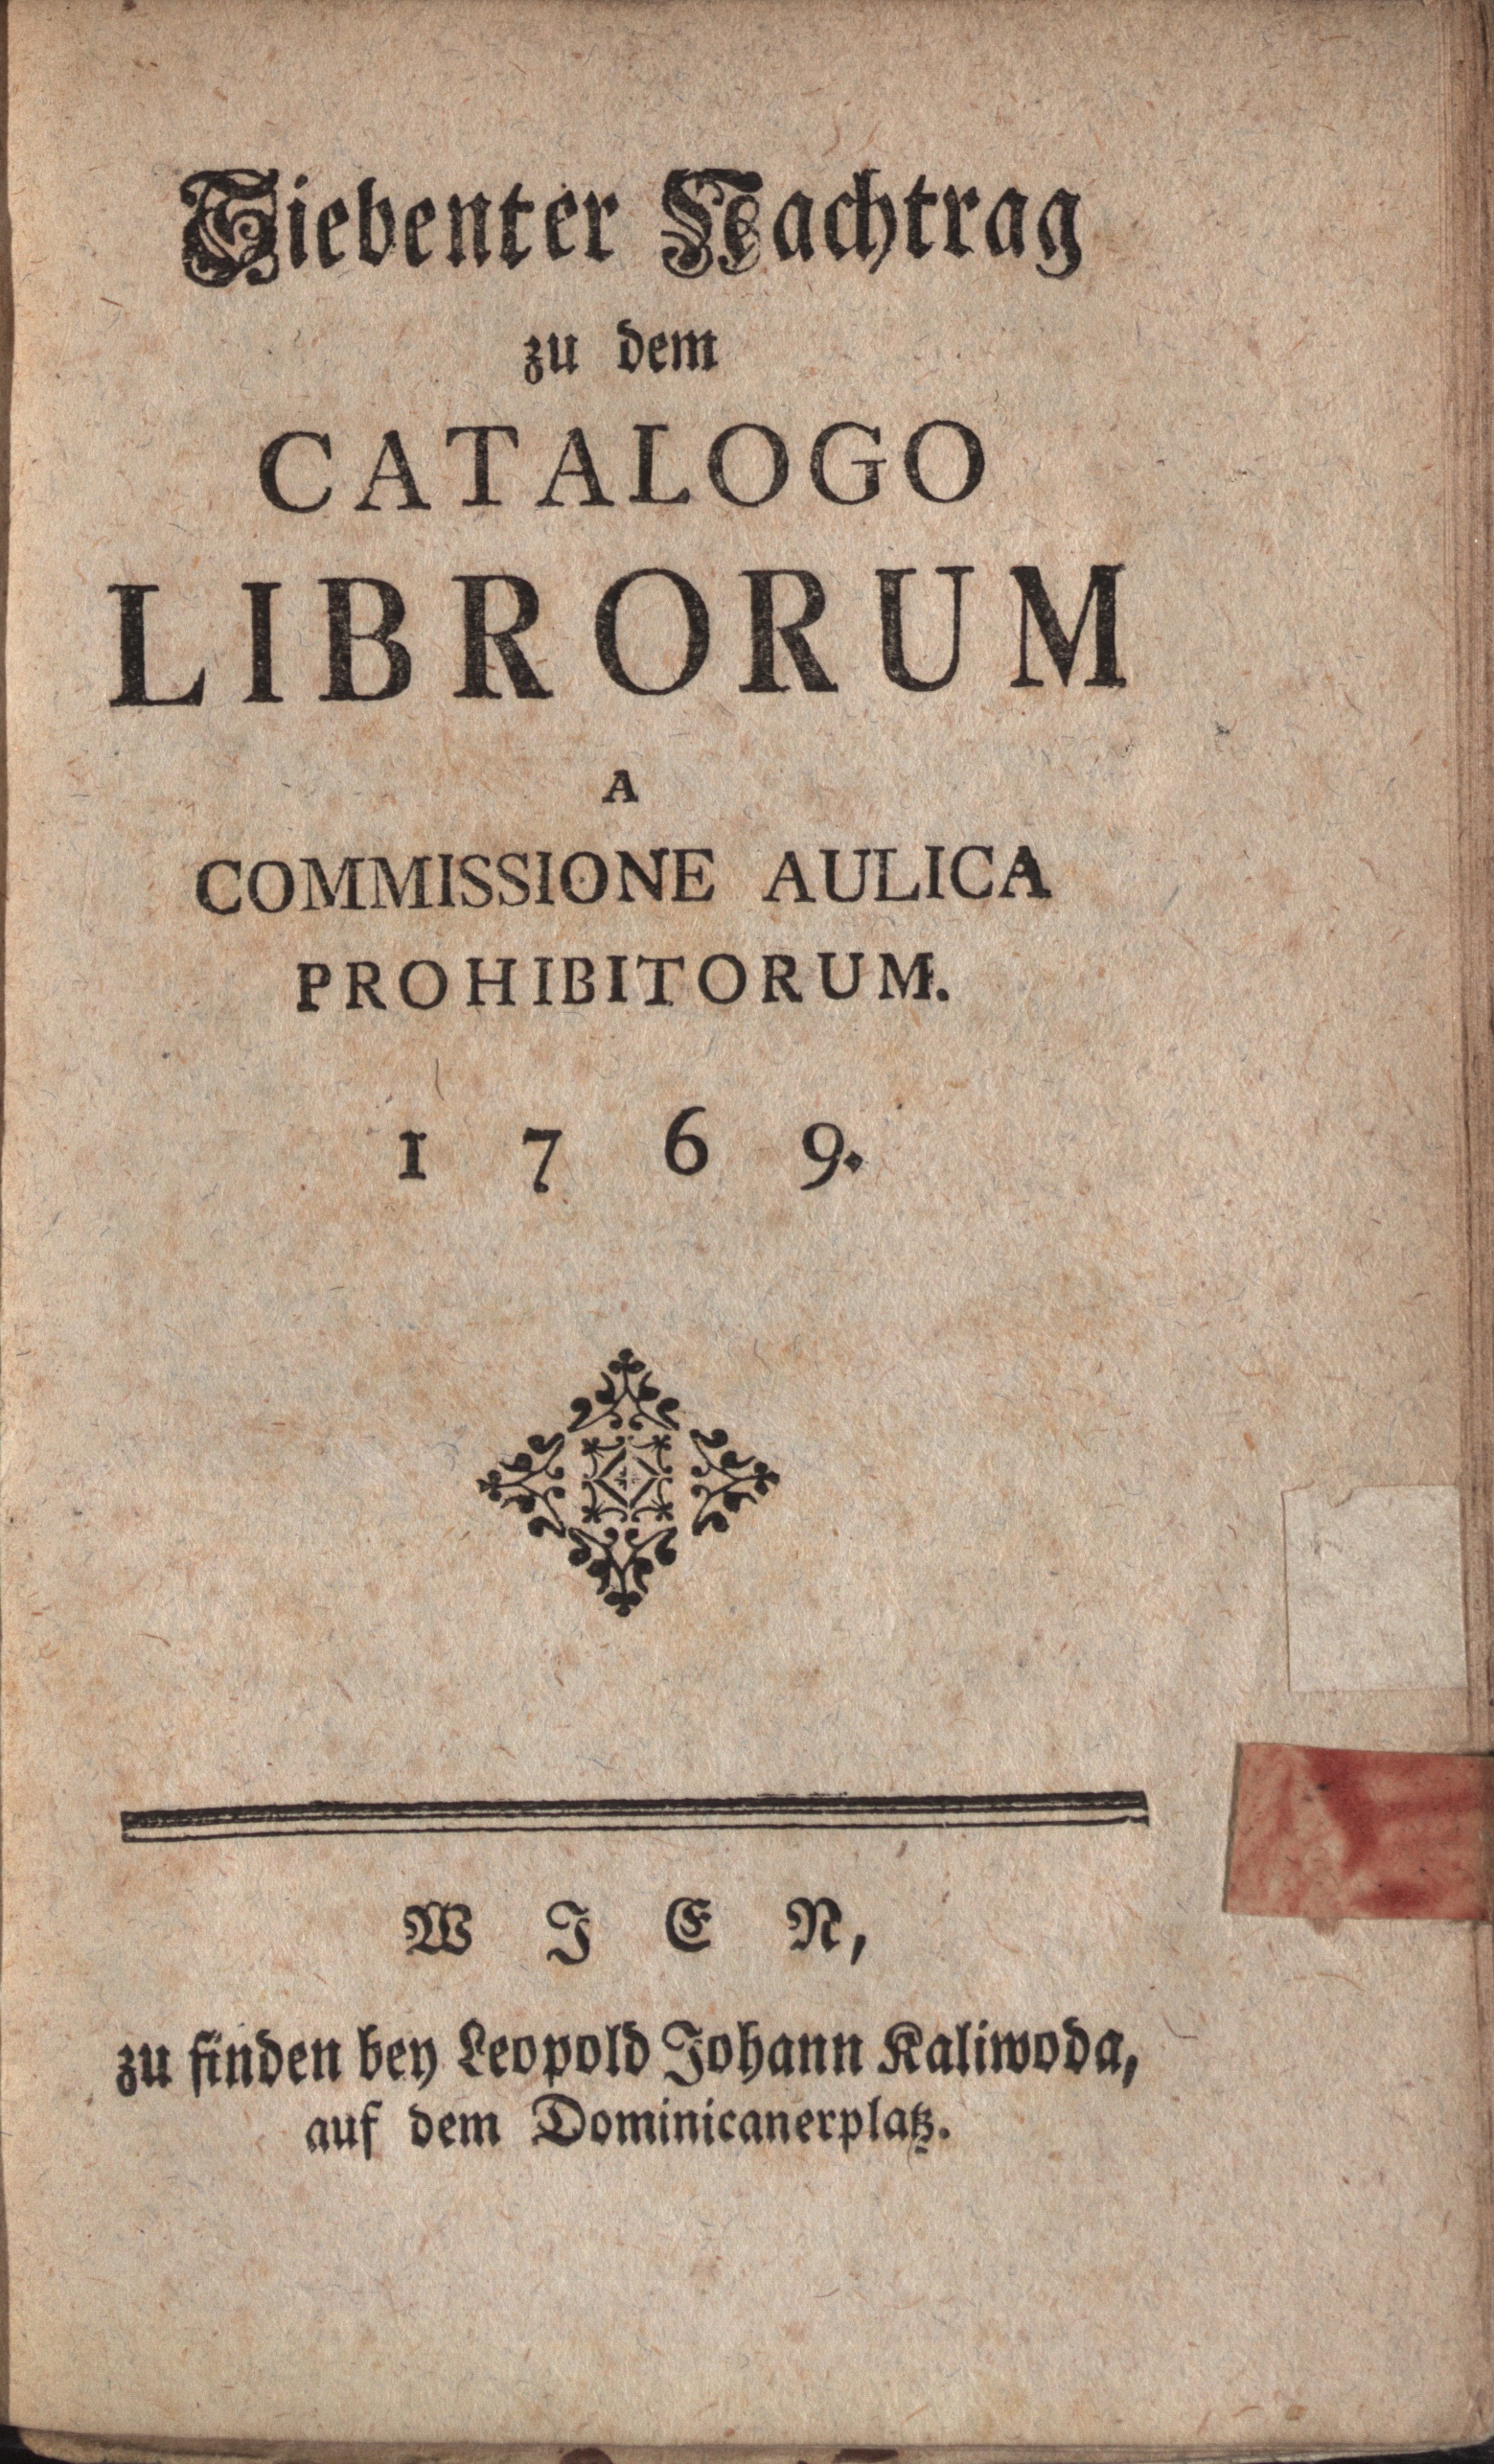 Siebenter Nachtrag
zu dem
CATALOGO
LIBRORUM
A
COMMISSIONE AULICA
PROHIBITORUM.
1769.
WIEN,
zu finden bey Leopold Johann Kaliwoda,
auf dem Dominicanerplatz.